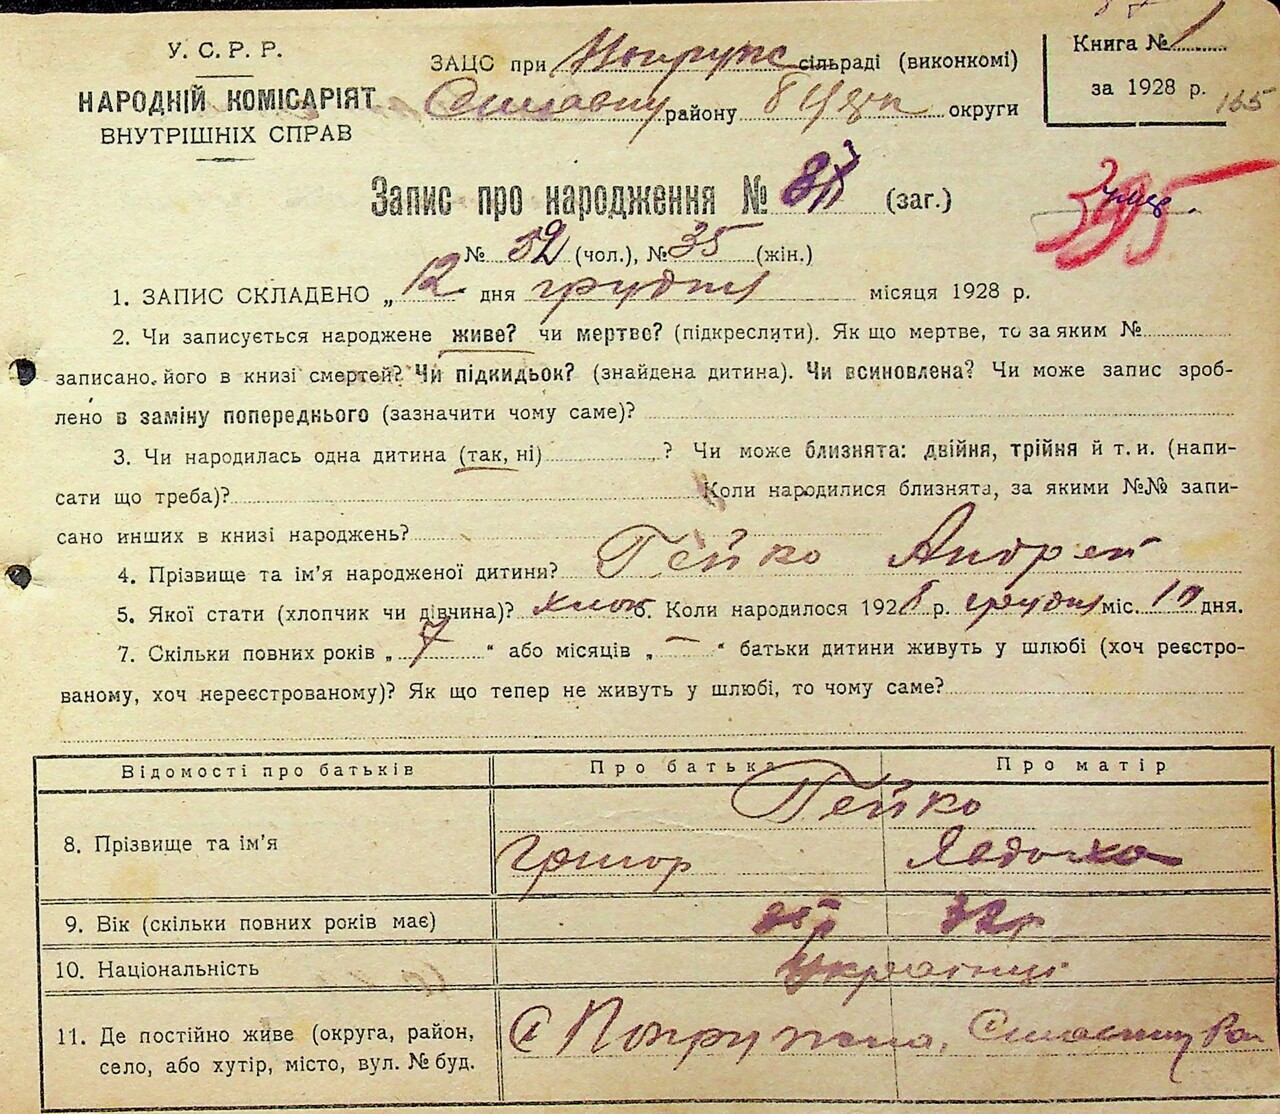 У. С. Р. Р.
НАРОДНІЙ КОМІСАРІЯТ
ВНУТРІШНІХ СПРАВ
ЗАЦС при сільраді (виконкомі)
району округи
Книга № 1
за 1928 р.
165
Запис про народження № (заг.)
395
№ 52 (чол.), № 35 (жін.)
1. ЗАПИС СКЛАДЕНО „12 дня грудня місяця 1928 р.
2. Чи записується народжене живе? чи мертве? (підкреслити). Як що мертве, то за яким №
записано його в книзі смертей? Чи підкидьок? (знайдена дитина). Чи всиновлена? Чи може запис зроб-
лено в заміну попереднього (зазначити чому саме)?
3. Чи народилась одна дитина (так, ні) ? Чи може близнята: двійня, трійня й т. и. (напи-
сати що треба)? Коли народилися близнята, за якими №№ запи-
сано инших в книзі народжень?
4. Прізвище та ім'я народженої дитини? Гейко Андрей
5. Якої стати (хлопчик чи дівчина)? хлоп 6. Коли народилося 1928 р. грудня міс. 10 дня.
7. Скільки повних років „ 7 “ або місяців „ — “ батьки дитини живуть у шлюбі (хоч реєстро-
ваному, хоч нереєстрованому)? Як що тепер не живуть у шлюбі, то чому саме?
Відомості про батьків Про батька Про матір
Гейко
8. Прізвище та ім'я Григор Явдоха
9. Вік (скільки повних років має)
10. Національність Українці
11. Де постійно живе (округа, район,
село, або хутір, місто, вул. № буд.